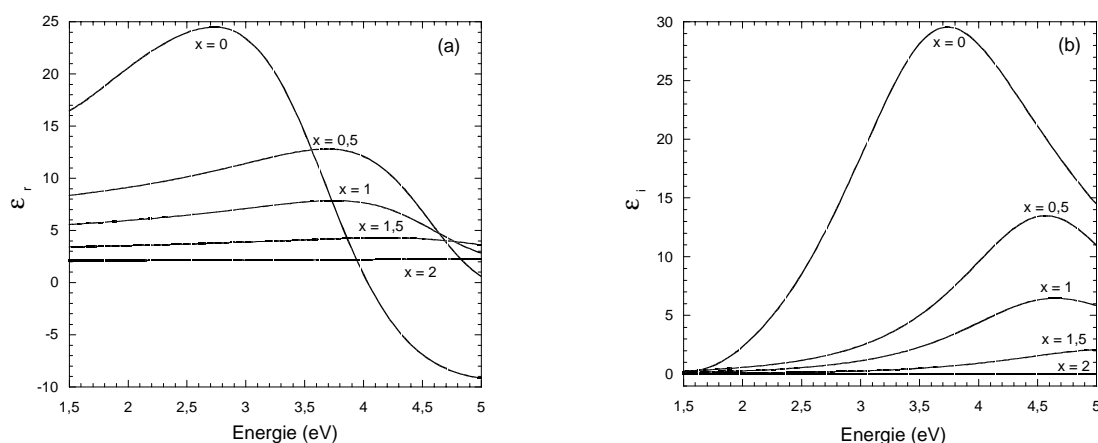 (a)
x = 0
x = 0,5
x = 1
x = 1,5
x = 2
30
25
20
15
10
5
0
-5
-10
ε r
1,5 2 2,5 3 3,5 4 4,5 5
Energie (eV)
(b)
x = 0
x = 0,5
x = 1
x = 1,5
x = 2
30
25
20
15
10
5
0
ε i
1,5 2 2,5 3 3,5 4 4,5 5
Energie (eV)